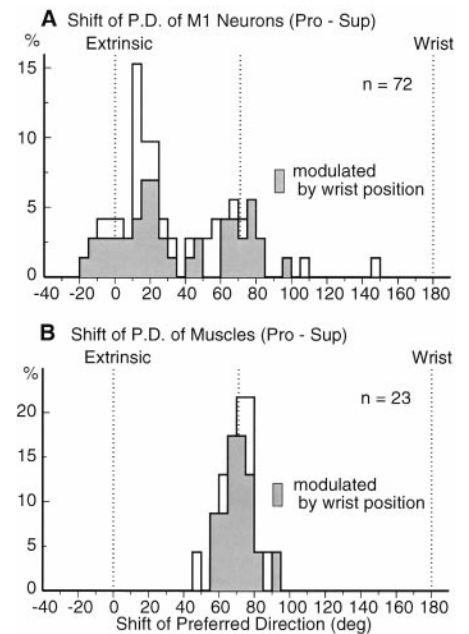 A Shift of P.D. of M1 Neurons (Pro - Sup)
% Extrinsic Wrist
15
n = 72
10
modulated
by wrist position
5
0
-40 -20 0 20 40 60 80 100 120 140 160 180
B Shift of P.D. of Muscles (Pro - Sup)
Extrinsic Wrist
%
20
n = 23
15
modulated
by wrist position
10
5
0
-40 -20 0 20 40 60 80 100 120 140 160 180
Shift of Preferred Direction (deg)